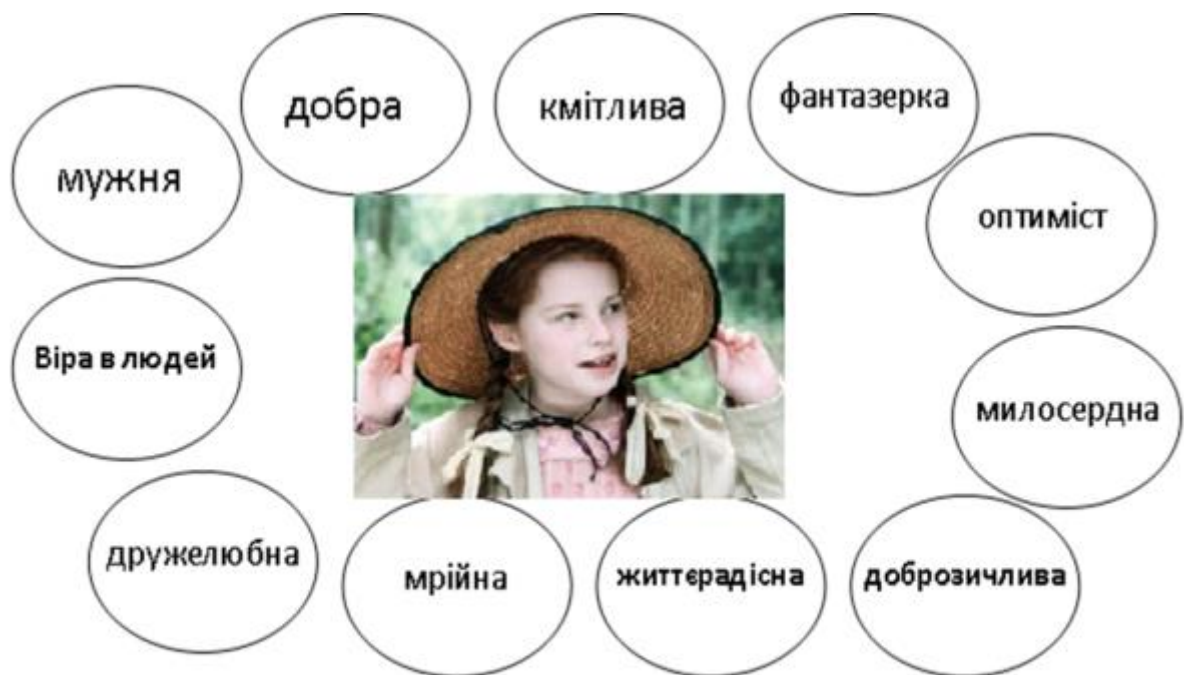 добра
кмітлива
фантазерка
мужня
оптиміст
Віра в людей
милосердна
дружелюбна
мрійна
життєрадісна
доброзичлива